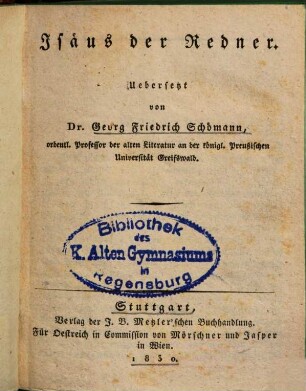 Isäus der Redner.
Uebersetzt
von
Dr. Georg Friedrich Schömann,
ordentl. Professor der alten Literatur an der königl. Preußischen
Universität Greifswald.
Bibliothek
des
K. Alten Gymnasiums
in
Regensburg
Stuttgart,
Verlag der J. B. Metzler'schen Buchhandlung.
Für Oestreich in Commission von Mörschner und Jasper
in Wien.
1830.